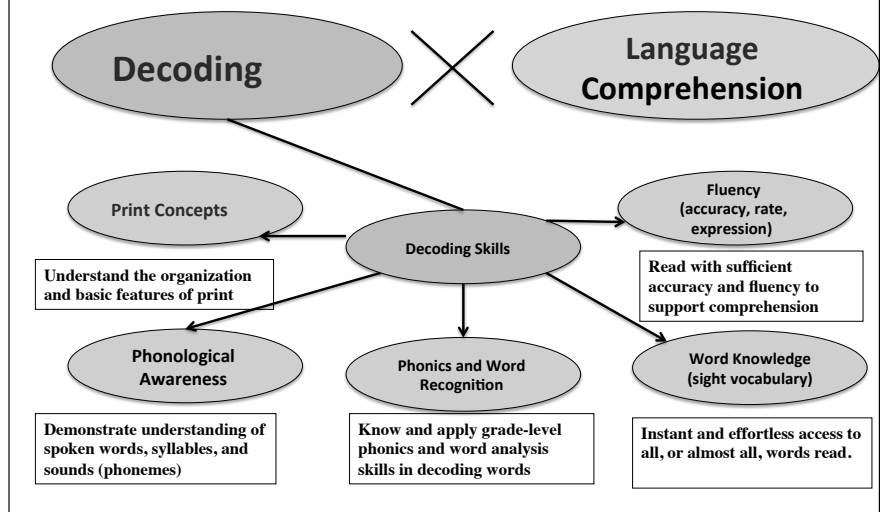 Decoding
Language
Comprehension
Print Concepts
Fluency
(accuracy, rate,
expression)
Decoding Skills
Understand the organization
and basic features of print
Read with sufficient
accuracy and fluency to
support comprehension
Phonological
Awareness
Phonics and Word
Recognition
Word Knowledge
(sight vocabulary)
Demonstrate understanding of
spoken words, syllables, and
sounds (phonemes)
Know and apply grade-level
phonics and word analysis
skills in decoding words
Instant and effortless access to
all, or almost all, words read.